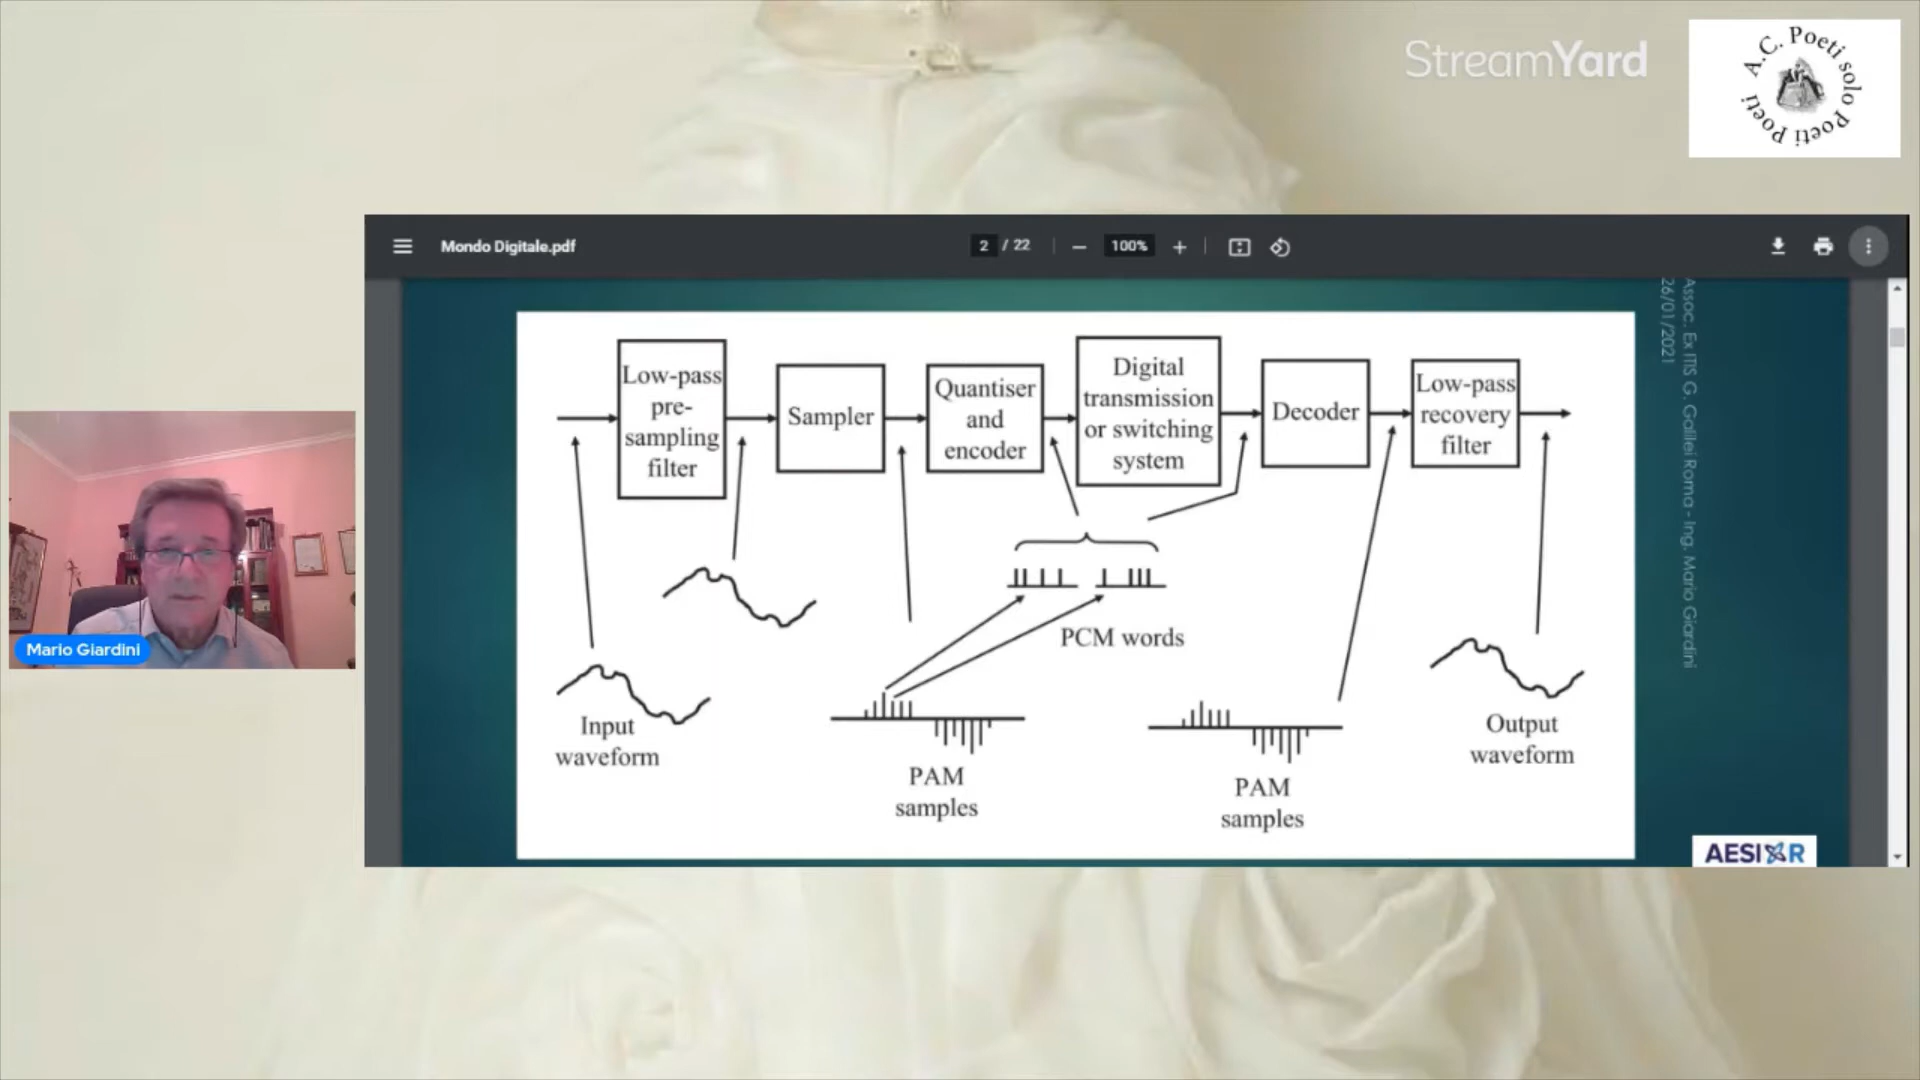 StreamYard
A.C. Poeti solo Poeti Poeti
Mondo Digitale.pdf
2 / 22
100%
Low-pass
pre-
sampling
filter
Sampler
Quantiser
and
encoder
Digital
transmission
or switching
system
Decoder
Low-pass
recovery
filter
PCM words
Input
waveform
PAM
samples
PAM
samples
Output
waveform
Assoc. Ex ITIS G. Galilei Roma - Ing. Mario Giardini
26/01/2021
AESI R
Mario Giardini